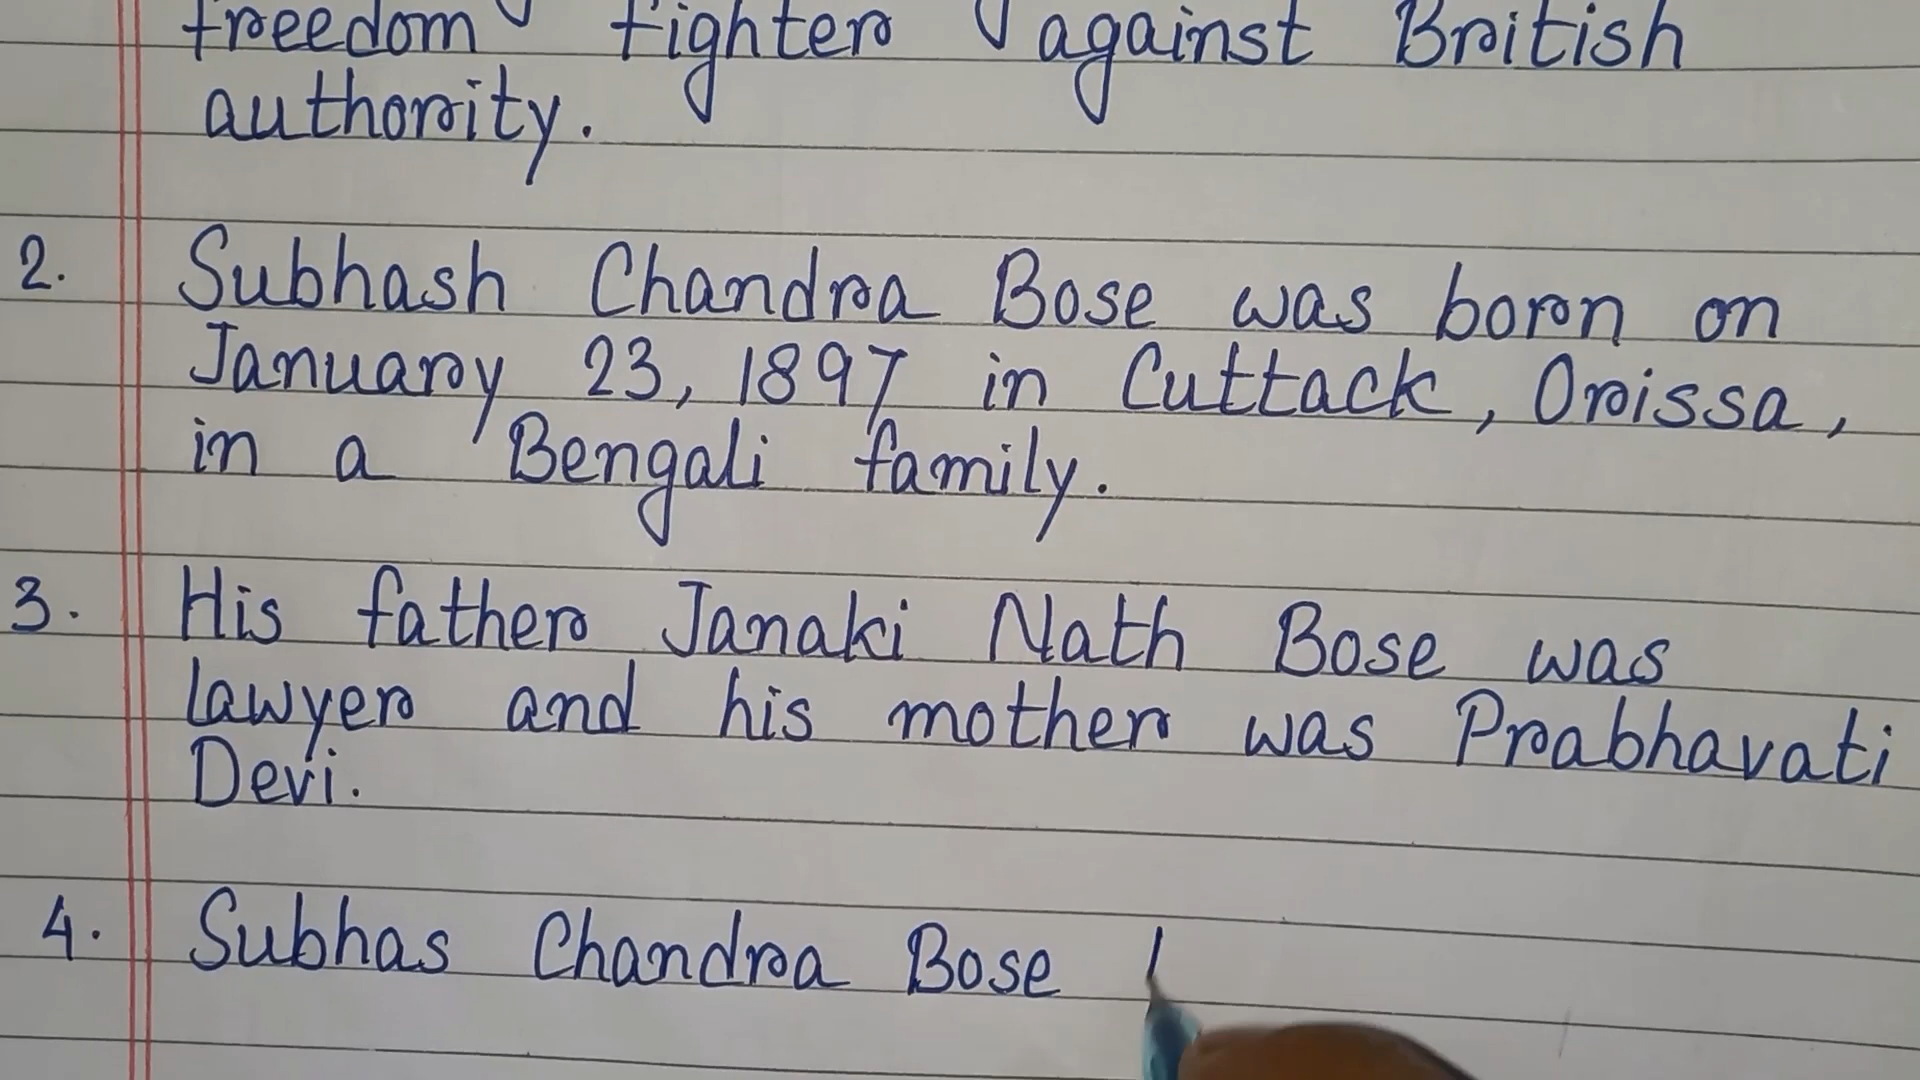 freedom fighter against British
authority.
2. Subhash Chandra Bose was born on
January 23, 1897 in Cuttack, Orissa,
in a Bengali family.
3. His father Janaki Nath Bose was
lawyer and his mother was Prabhavati
Devi.
4. Subhas Chandra Bose